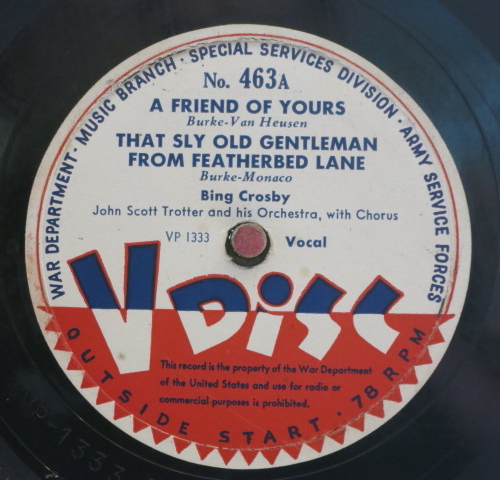 WAR DEPARTMENT · MUSIC BRANCH · SPECIAL SERVICES DIVISION · ARMY SERVICE FORCES
No. 463A
A FRIEND OF YOURS
Burke-Van Heusen
THAT SLY OLD GENTLEMAN
FROM FEATHERBED LANE
Burke-Monaco
Bing Crosby
John Scott Trotter and his Orchestra, with Chorus
VP 1333 Vocal
V DiSC
This record is the property of the War Department
of the United States and use for radio or
commercial purposes is prohibited.
OUTSIDE START · 78 RPM
VP-1333